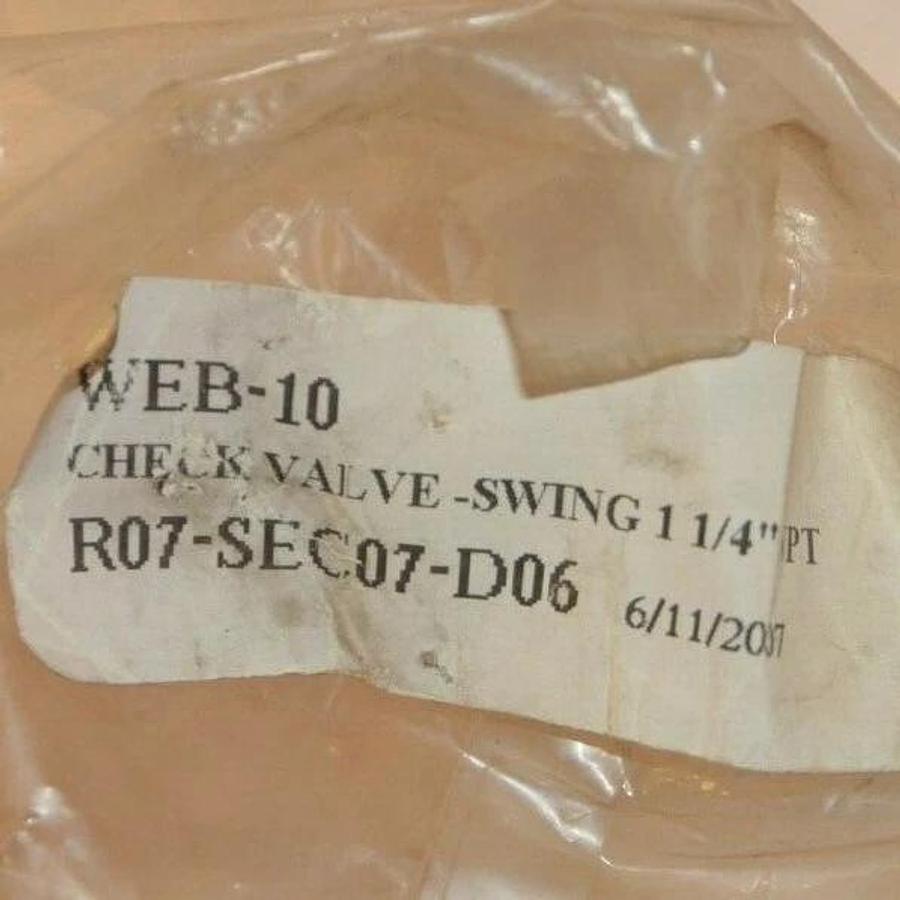 WEB-10
CHECK VALVE -SWING 1 1/4" PT
R07-SEC07-D06
6/11/2007